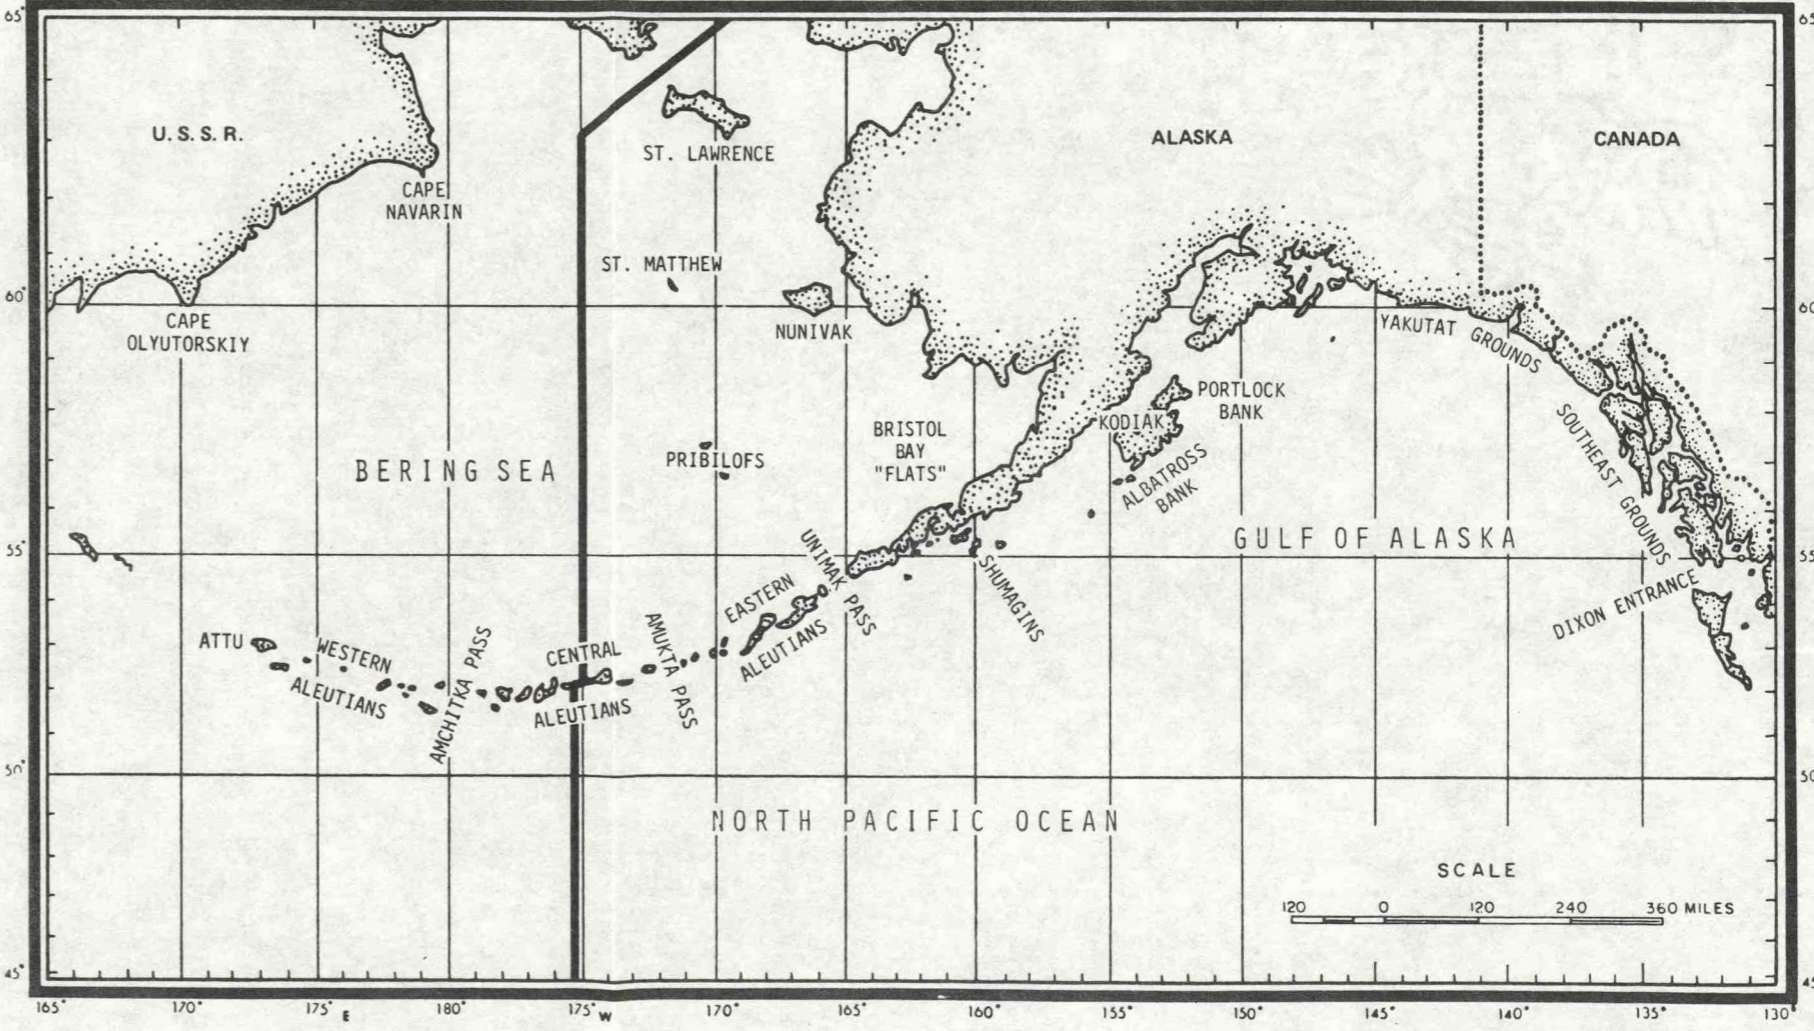 65°
U.S.S.R.
ALASKA
CANADA
ST. LAWRENCE
CAPE
NAVARIN
ST. MATTHEW
60°
60
CAPE
OLYUTORSKIY
NUNIVAK
YAKUTAT GROUNDS
PORTLOCK
BANK
KODIAK
BRISTOL
BAY
"FLATS"
PRIBILOFS
BERING SEA
ALBATROSS
BANK
SOUTHEAST GROUNDS
GULF OF ALASKA
55°
UNIMAK PASS
SHUMAGINS
EASTERN
ALEUTIANS
DIXON ENTRANCE
ATTU
WESTERN
ALEUTIANS
AMCHITKA PASS
CENTRAL
ALEUTIANS
AMUKTA PASS
50°
50
NORTH PACIFIC OCEAN
SCALE
120 0 120 240 360 MILES
45°
165° 170° 175° E 180° 175° W 170° 165° 160° 155° 150° 145° 140° 135° 130°